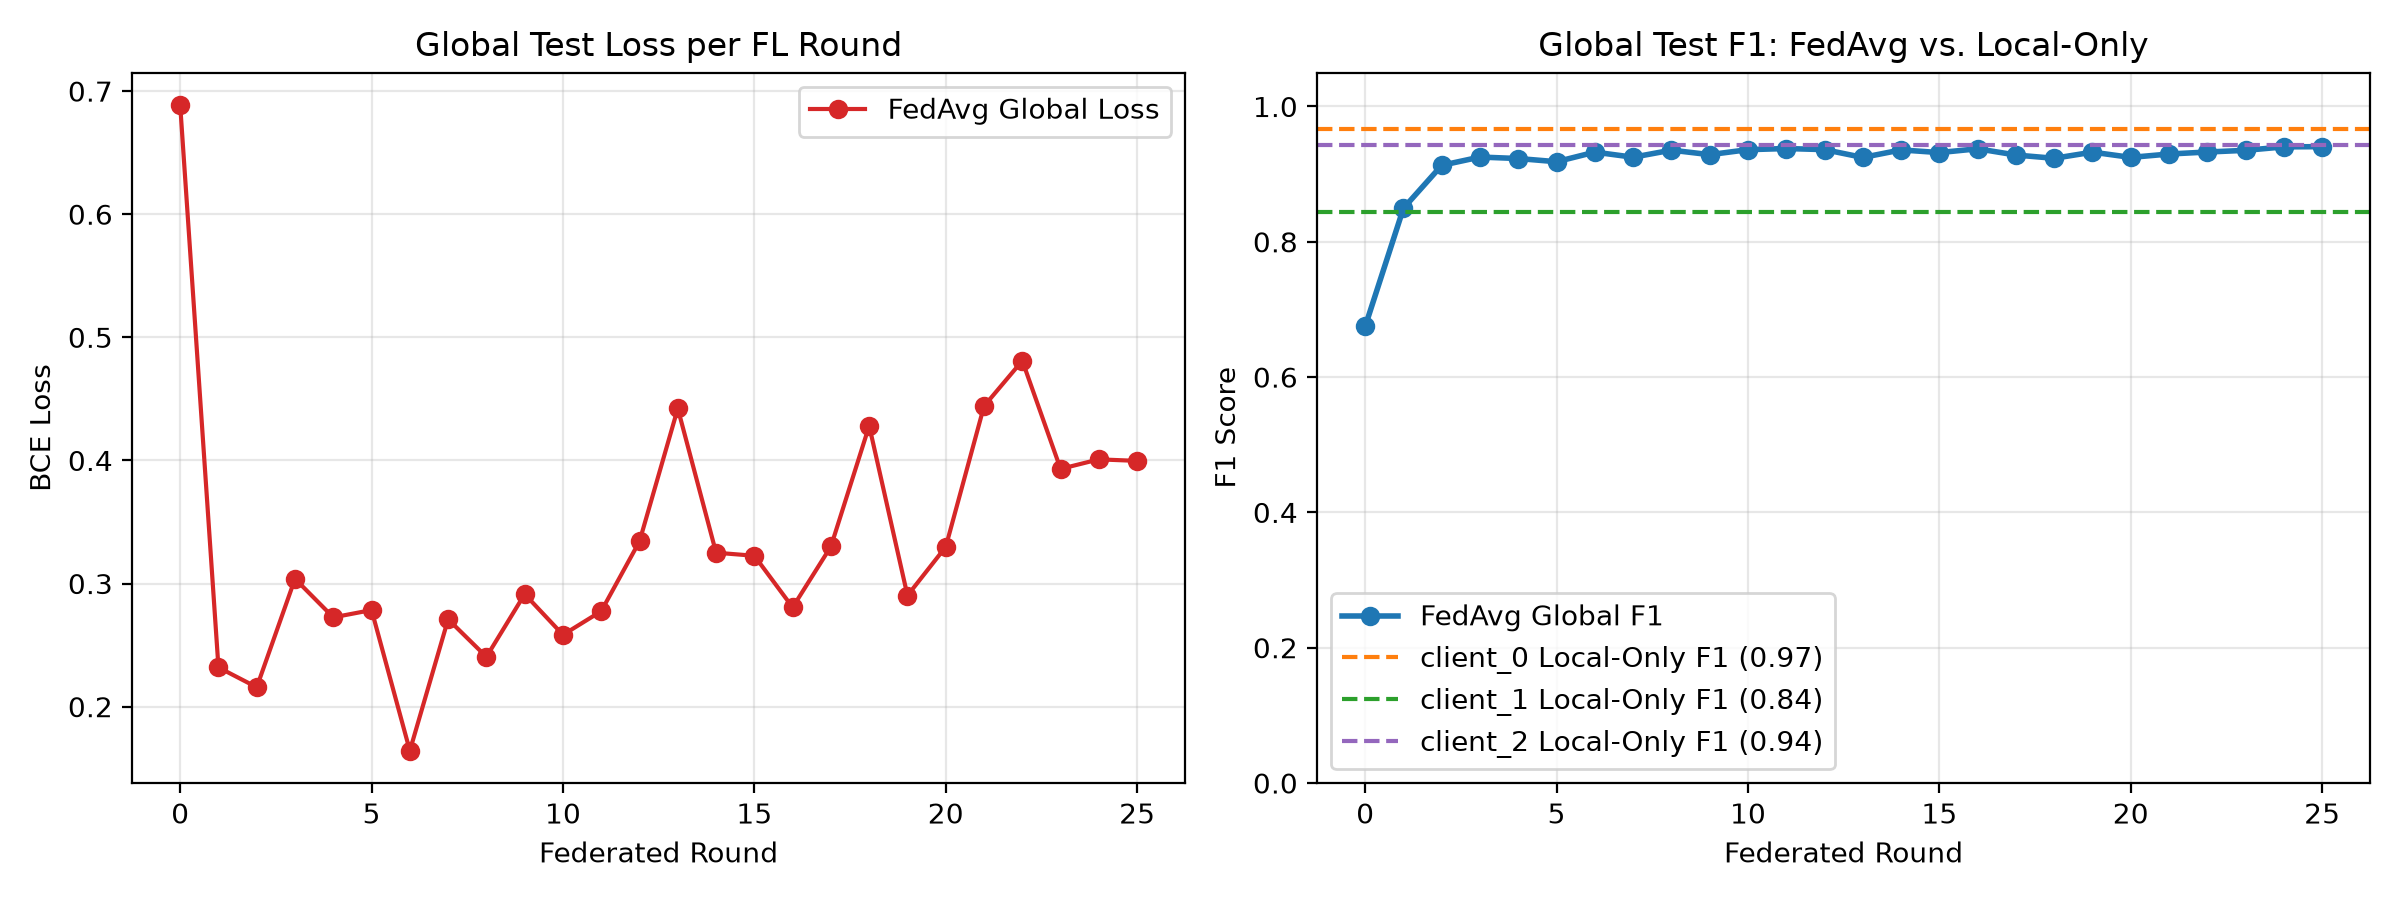 Global Test Loss per FL Round
FedAvg Global Loss
0.7
0.6
0.5
0.4
0.3
0.2
BCE Loss
0
5
10
15
20
25
Federated Round
Global Test F1: FedAvg vs. Local-Only
1.0
0.8
0.6
0.4
0.2
0.0
F1 Score
FedAvg Global F1
client_0 Local-Only F1 (0.97)
client_1 Local-Only F1 (0.84)
client_2 Local-Only F1 (0.94)
0
5
10
15
20
25
Federated Round